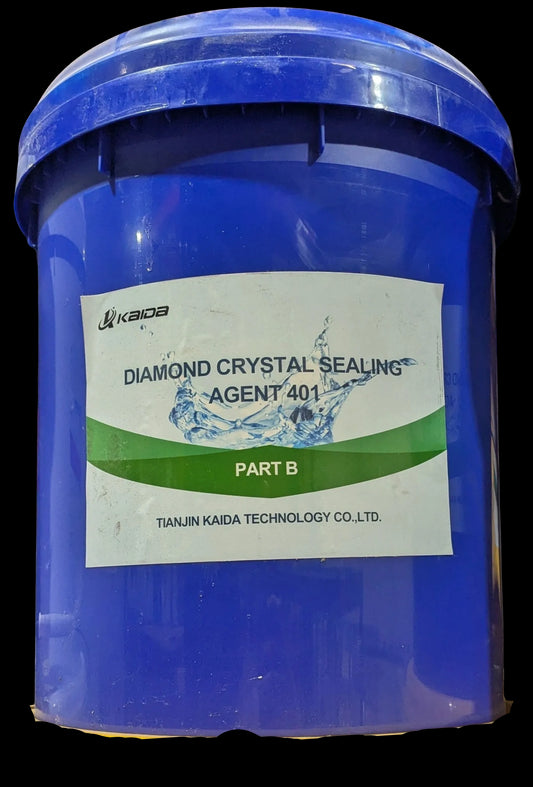 KAIDA
DIAMOND CRYSTAL SEALING
AGENT 401
PART B
TIANJIN KAIDA TECHNOLOGY CO.,LTD.